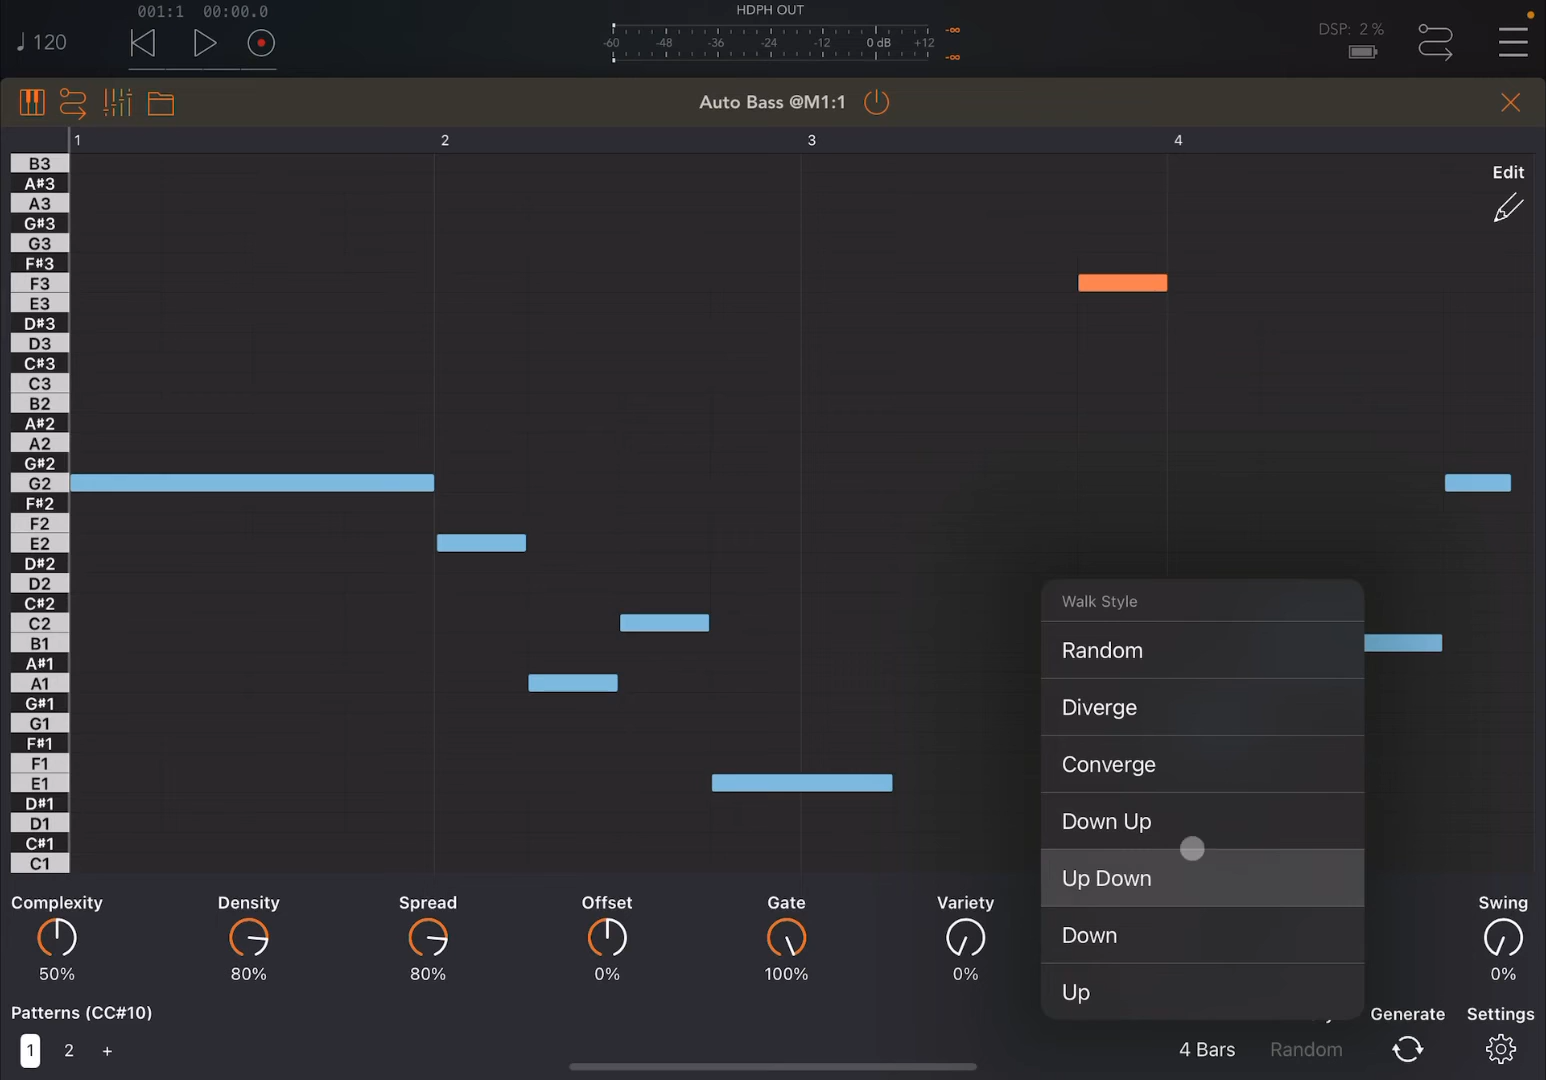 001:1 00:00.0
HDPH OUT
♩ 120
-60 -48 -36 -24 -12 0 dB +12
-∞
-∞
DSP: 2 %
Auto Bass @M1:1
1 2 3 4
B3
A#3
A3
G#3
G3
F#3
F3
E3
D#3
D3
C#3
C3
B2
A#2
A2
G#2
G2
F#2
F2
E2
D#2
D2
C#2
C2
B1
A#1
A1
G#1
G1
F#1
F1
E1
D#1
D1
C#1
C1
Edit
Walk Style
Random
Diverge
Converge
Down Up
Up Down
Down
Up
Complexity Density Spread Offset Gate Variety Swing
50% 80% 80% 0% 100% 0% 0%
Patterns (CC#10)
Generate Settings
1 2 +
4 Bars Random